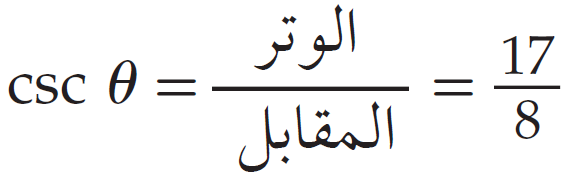 csc θ = الوتر / المقابل = 17/8